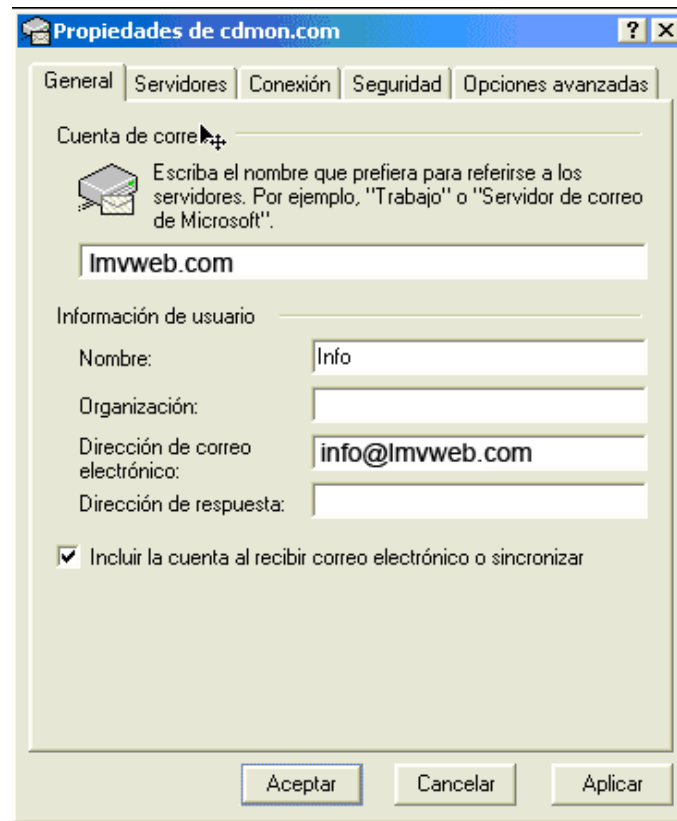 Propiedades de cdmon.com
General Servidores Conexión Seguridad Opciones avanzadas
Cuenta de corre
Escriba el nombre que prefiera para referirse a los
servidores. Por ejemplo, "Trabajo" o "Servidor de correo
de Microsoft".
lmvweb.com
Información de usuario
Nombre: Info
Organización:
Dirección de correo
electrónico: info@lmvweb.com
Dirección de respuesta:
Incluir la cuenta al recibir correo electrónico o sincronizar
Aceptar Cancelar Aplicar